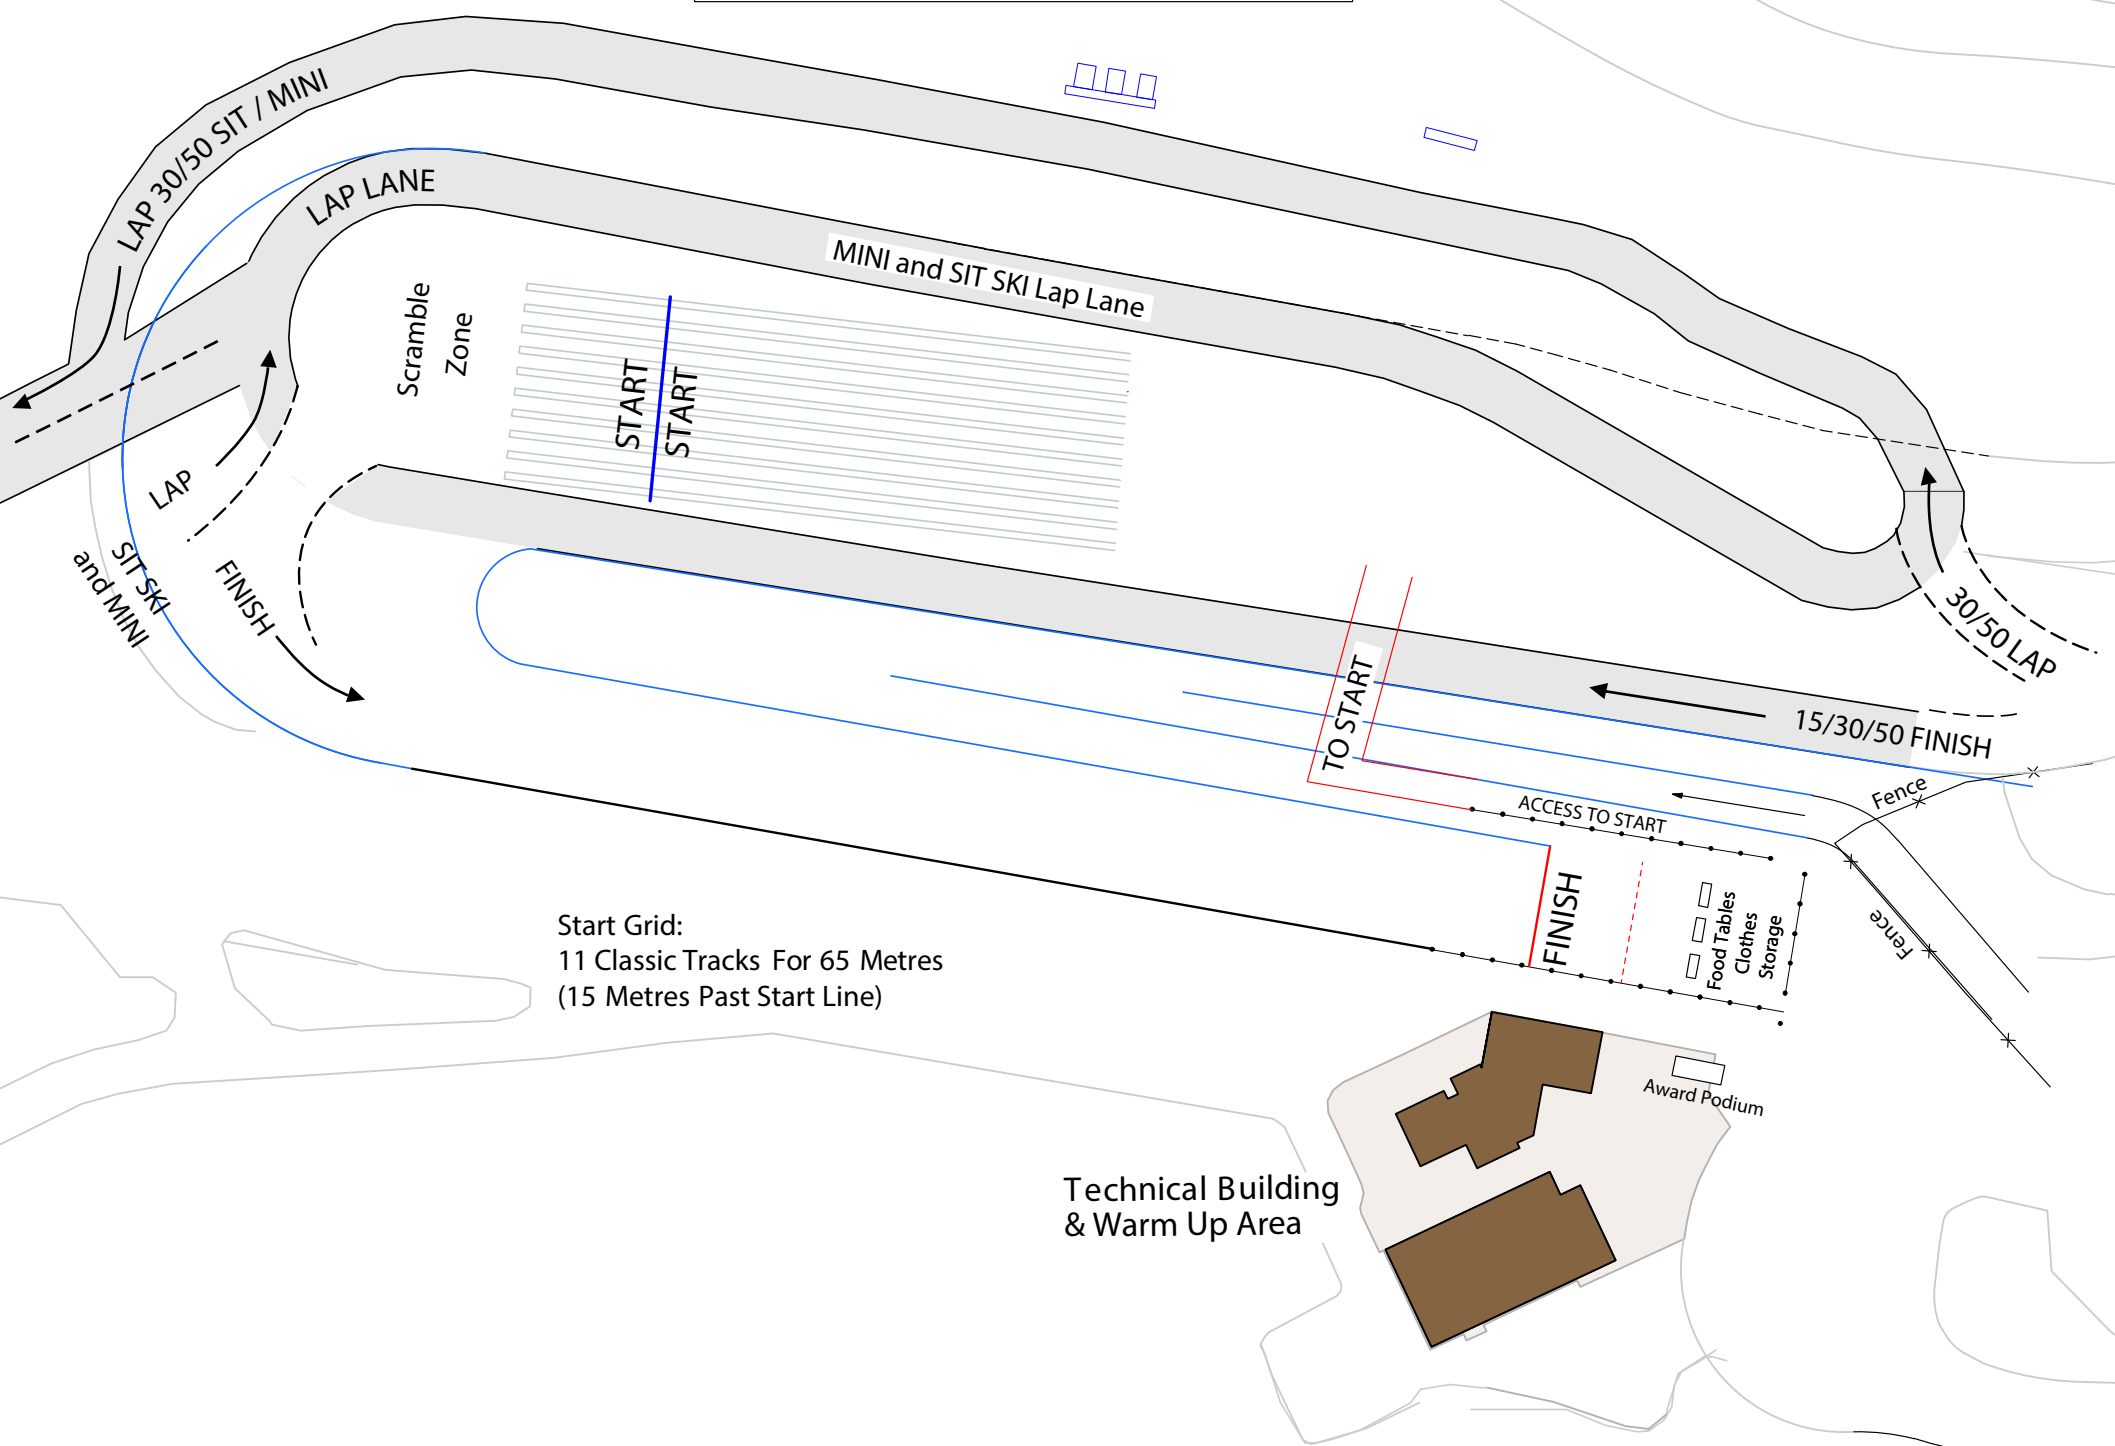 LAP 30/50 SIT / MINI
LAP LANE
MINI and SIT SKI Lap Lane
Scramble
Zone
START
START
LAP
SIT SKI
and MINI
FINISH
30/50 LAP
15/30/50 FINISH
TO START
ACCESS TO START
Fence
Fence
FINISH
Food Tables
Clothes
Storage
Start Grid:
11 Classic Tracks For 65 Metres
(15 Metres Past Start Line)
Award Podium
Technical Building
& Warm Up Area